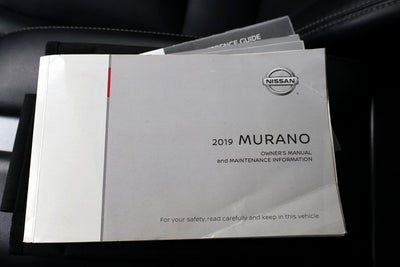 REFERENCE GUIDE
NISSAN
2019 MURANO
OWNER'S MANUAL
and MAINTENANCE INFORMATION
For your safety, read carefully and keep in this vehicle.